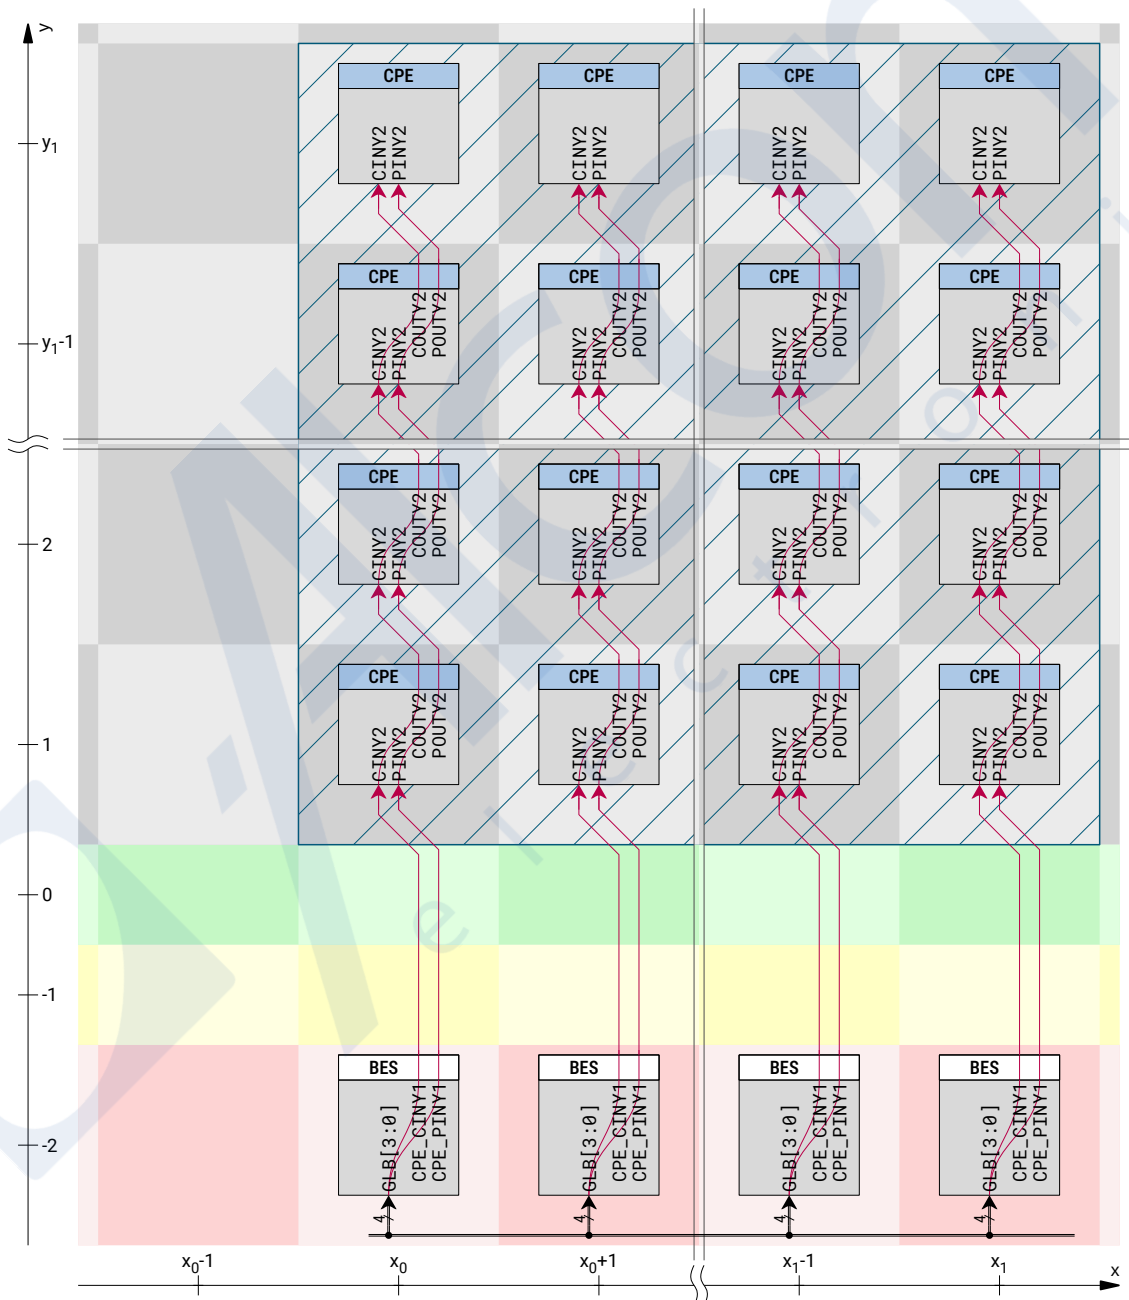 y
CPE CPE CPE CPE
y1
CINY2 PINY2 CINY2 PINY2 CINY2 PINY2 CINY2 PINY2
CPE CPE CPE CPE
y1-1
CINY2 PINY2 COUTY2 POUTY2 CINY2 PINY2 COUTY2 POUTY2 CINY2 PINY2 COUTY2 POUTY2 CINY2 PINY2 COUTY2 POUTY2
CPE CPE CPE CPE
2
CINY2 PINY2 COUTY2 POUTY2 CINY2 PINY2 COUTY2 POUTY2 CINY2 PINY2 COUTY2 POUTY2 CINY2 PINY2 COUTY2 POUTY2
CPE CPE CPE CPE
1
CINY2 PINY2 COUTY2 POUTY2 CINY2 PINY2 COUTY2 POUTY2 CINY2 PINY2 COUTY2 POUTY2 CINY2 PINY2 COUTY2 POUTY2
0
-1
BES BES BES BES
-2
GLB[3:0] CPE_CINY1 CPE_PINY1 GLB[3:0] CPE_CINY1 CPE_PINY1 GLB[3:0] CPE_CINY1 CPE_PINY1 GLB[3:0] CPE_CINY1 CPE_PINY1
4 4 4 4
x0-1 x0 x0+1 x1-1 x1 x